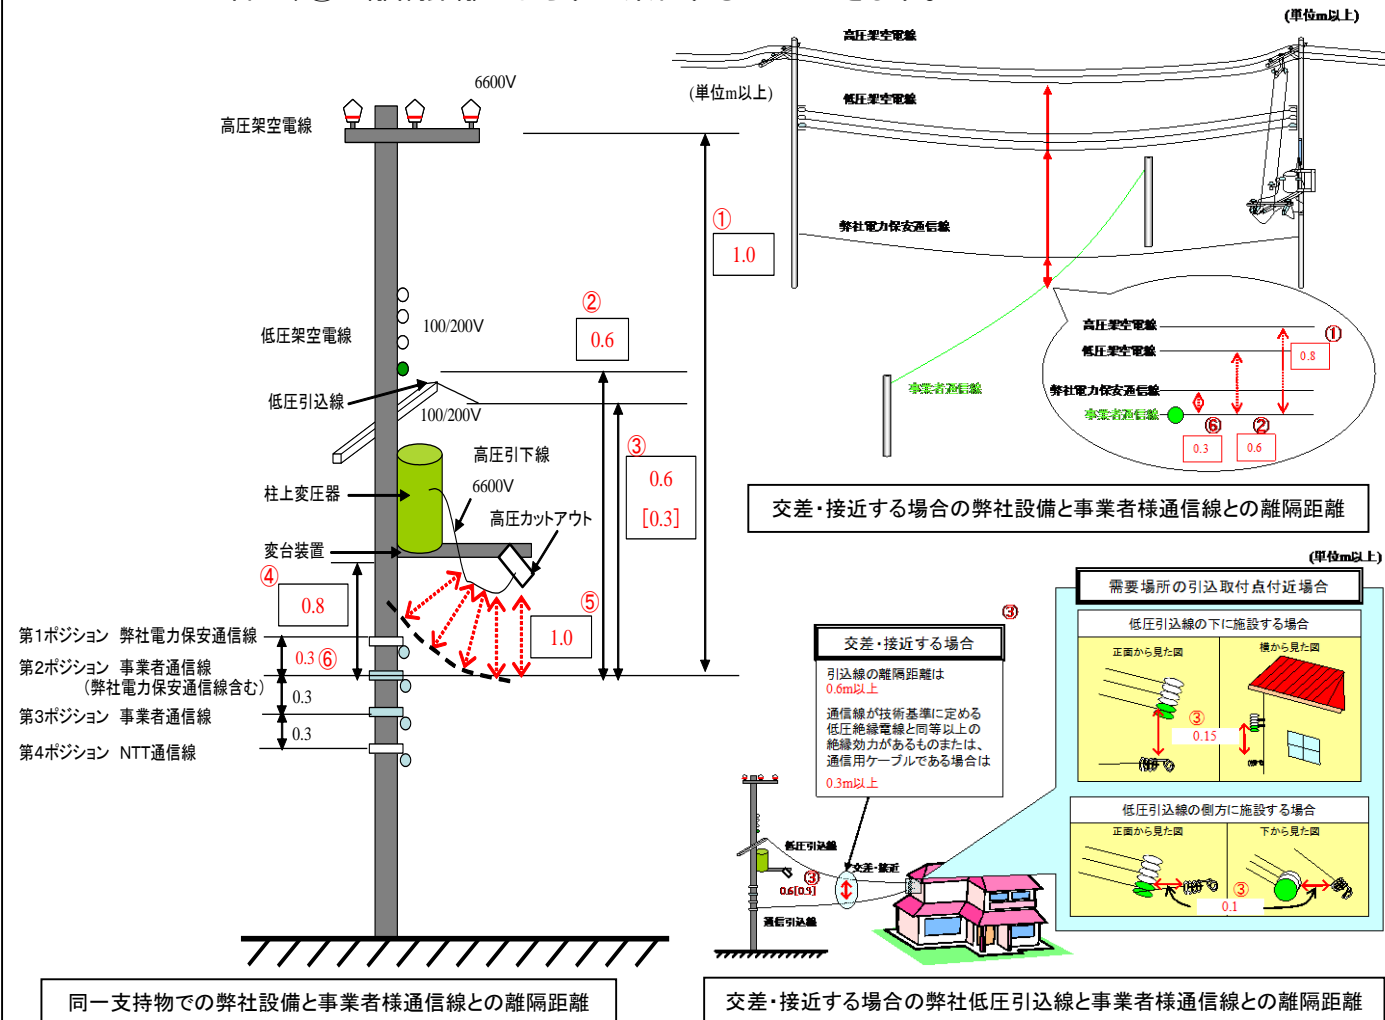 (単位m以上)
高圧架空電線
6600V
(単位m以上)
低圧架空電線
高圧架空電線
①
1.0
弊社電力保安通信線
②
0.6
100/200V
低圧架空電線
高圧架空電線
①
低圧架空電線
0.8
低圧引込線
事業者通信線
弊社電力保安通信線
100/200V
事業者通信線
⑥
②
0.3
0.6
③
0.6
[0.3]
高圧引下線
6600V
柱上変圧器
高圧カットアウト
交差・接近する場合の弊社設備と事業者様通信線との離隔距離
変台装置
(単位m以上)
④
0.8
⑤
1.0
需要場所の引込取付点付近場合
低圧引込線の下に施設する場合
正面から見た図
横から見た図
③
0.15
第1ポジション 弊社電力保安通信線
0.3 ⑥
第2ポジション 事業者通信線
(弊社電力保安通信線含む)
0.3
第3ポジション 事業者通信線
0.3
第4ポジション NTT通信線
③
交差・接近する場合
引込線の離隔距離は
0.6m以上
通信線が技術基準に定める
低圧絶縁電線と同等以上の
絶縁効力があるものまたは、
通信用ケーブルである場合は
0.3m以上
低圧引込線の側方に施設する場合
正面から見た図
下から見た図
③
0.1
低圧引込線
交差・接近
③
0.6[0.3]
通信引込線
同一支持物での弊社設備と事業者様通信線との離隔距離
交差・接近する場合の弊社低圧引込線と事業者様通信線との離隔距離